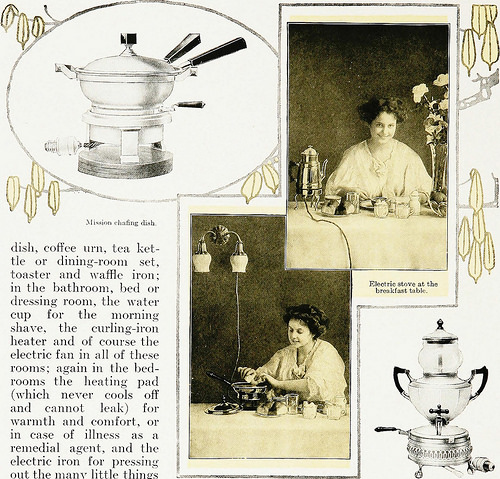 Mission chafing dish.
Electric stove at the
breakfast table.
dish, coffee urn, tea ket-
tle or dining-room set,
toaster and waffle iron;
in the bathroom, bed or
dressing room, the water
cup for the morning
shave, the curling-iron
heater and of course the
electric fan in all of these
rooms; again in the bed-
rooms the heating pad
(which never cools off
and cannot leak) for
warmth and comfort, or
in case of illness as a
remedial agent, and the
electric iron for pressing
out the many little things